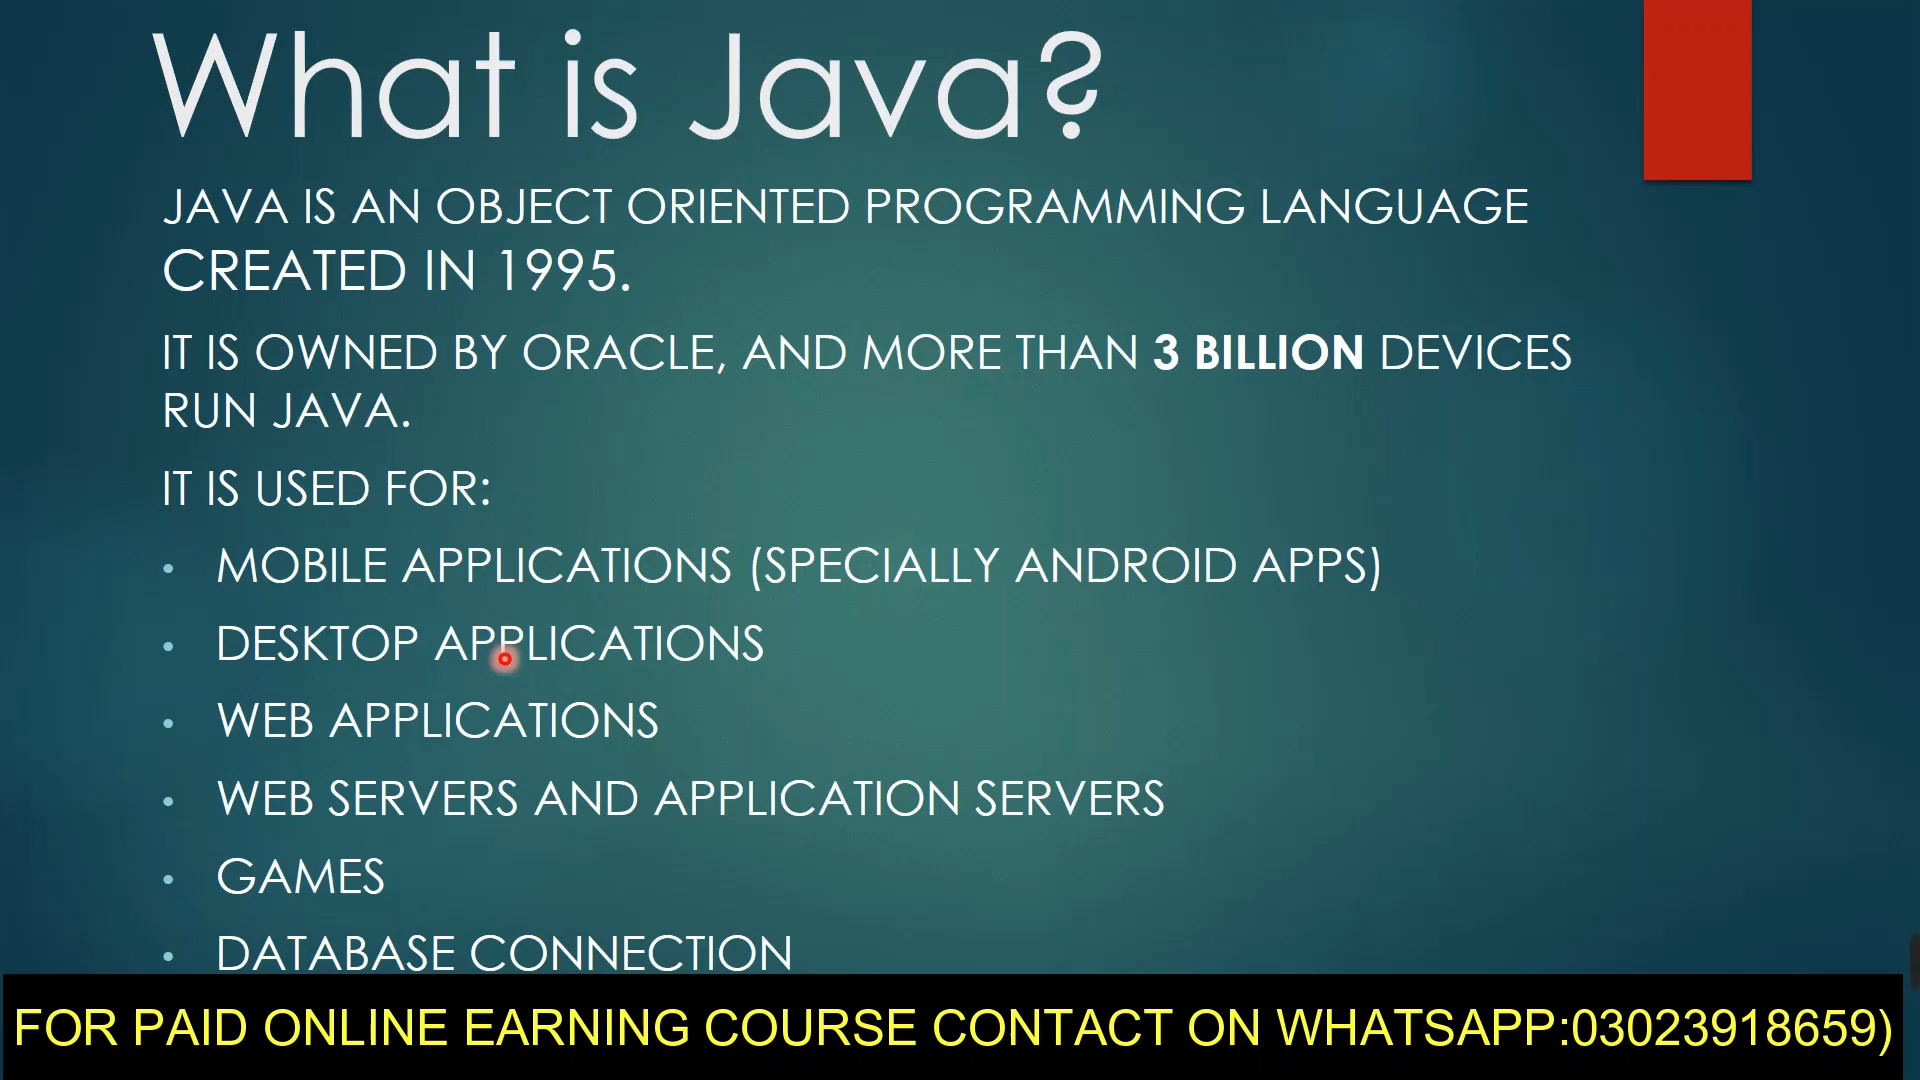 What is Java?
JAVA IS AN OBJECT ORIENTED PROGRAMMING LANGUAGE
CREATED IN 1995.
IT IS OWNED BY ORACLE, AND MORE THAN 3 BILLION DEVICES
RUN JAVA.
IT IS USED FOR:
• MOBILE APPLICATIONS (SPECIALLY ANDROID APPS)
• DESKTOP APPLICATIONS
• WEB APPLICATIONS
• WEB SERVERS AND APPLICATION SERVERS
• GAMES
• DATABASE CONNECTION
FOR PAID ONLINE EARNING COURSE CONTACT ON WHATSAPP:03023918659)